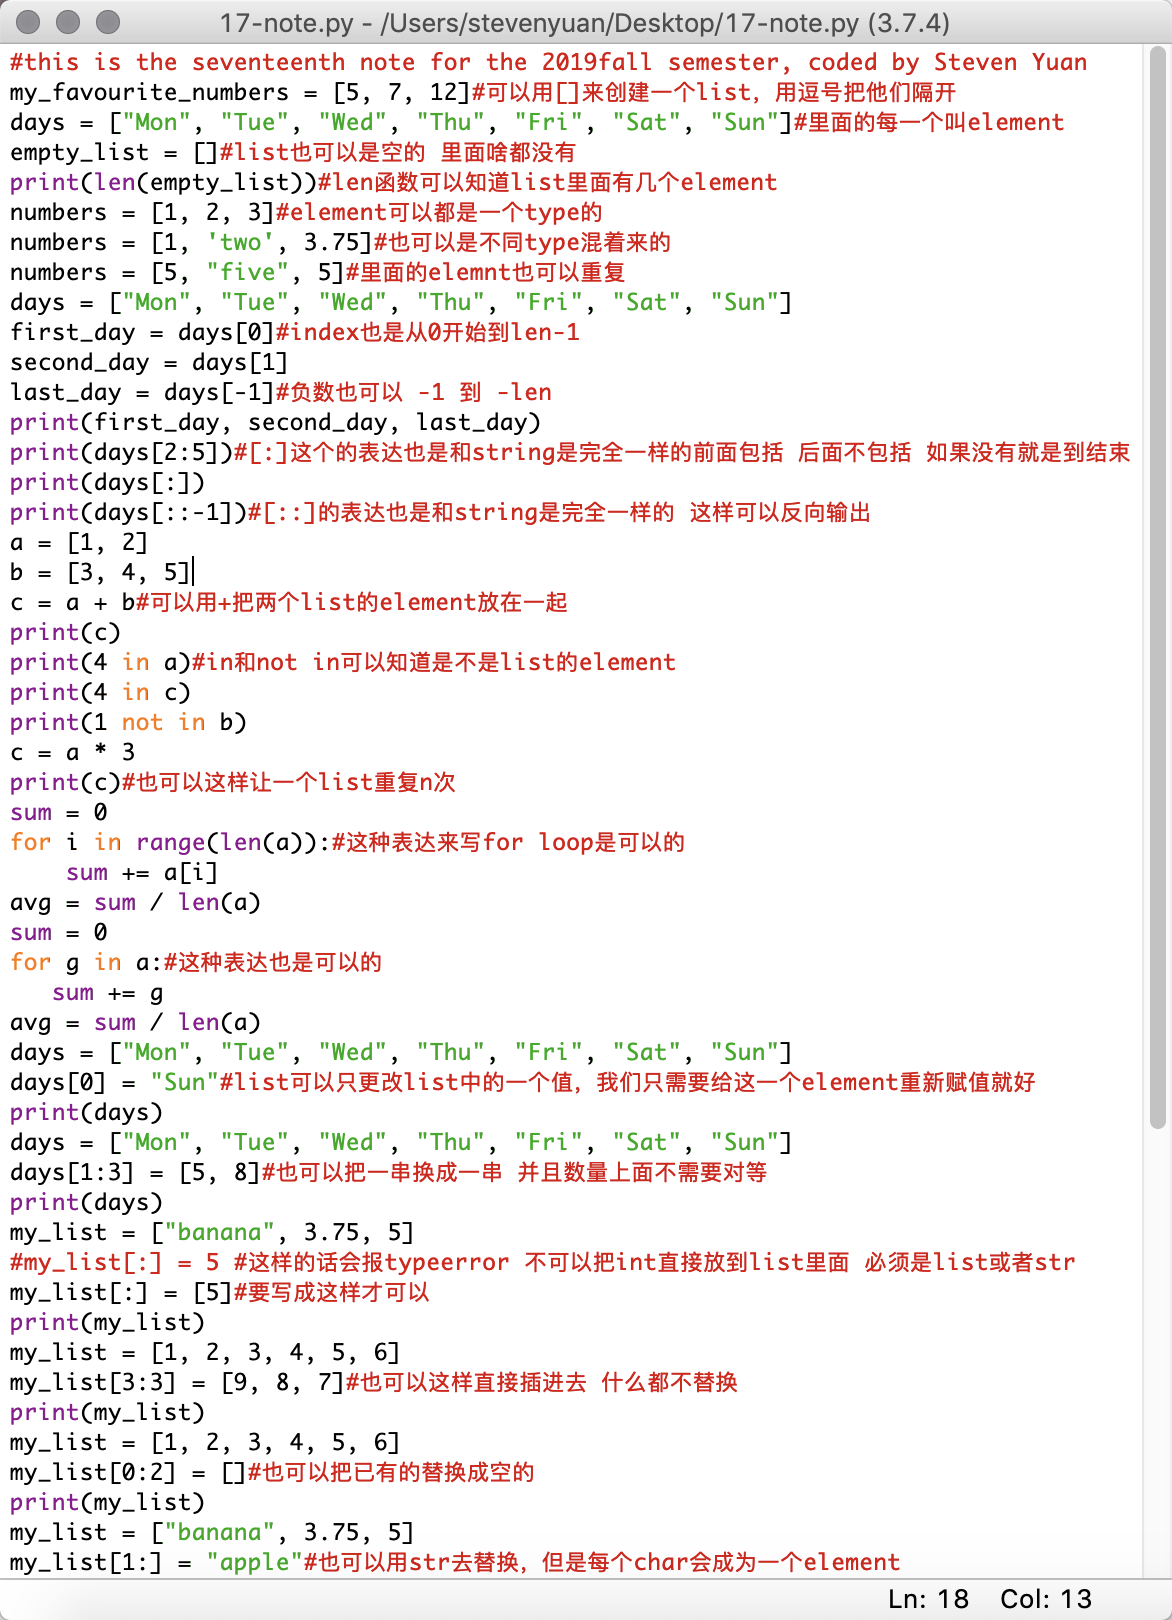 17-note.py - /Users/stevenyuan/Desktop/17-note.py (3.7.4)
#this is the seventeenth note for the 2019fall semester, coded by Steven Yuan
my_favourite_numbers = [5, 7, 12]#可以用[]来创建一个list，用逗号把他们隔开
days = ["Mon", "Tue", "Wed", "Thu", "Fri", "Sat", "Sun"]#里面的每一个叫element
empty_list = []#list也可以是空的 里面啥都没有
print(len(empty_list))#len函数可以知道list里面有几个element
numbers = [1, 2, 3]#element可以都是一个type的
numbers = [1, 'two', 3.75]#也可以是不同type混着来的
numbers = [5, "five", 5]#里面的elemnt也可以重复
days = ["Mon", "Tue", "Wed", "Thu", "Fri", "Sat", "Sun"]
first_day = days[0]#index也是从0开始到len-1
second_day = days[1]
last_day = days[-1]#负数也可以 -1 到 -len
print(first_day, second_day, last_day)
print(days[2:5])#[:]这个的表达也是和string是完全一样的前面包括 后面不包括 如果没有就是到结束
print(days[:])
print(days[::-1])#[::]的表达也是和string是完全一样的 这样可以反向输出
a = [1, 2]
b = [3, 4, 5]
c = a + b#可以用+把两个list的element放在一起
print(c)
print(4 in a)#in和not in可以知道是不是list的element
print(4 in c)
print(1 not in b)
c = a * 3
print(c)#也可以这样让一个list重复n次
sum = 0
for i in range(len(a)):#这种表达来写for loop是可以的
    sum += a[i]
avg = sum / len(a)
sum = 0
for g in a:#这种表达也是可以的
   sum += g
avg = sum / len(a)
days = ["Mon", "Tue", "Wed", "Thu", "Fri", "Sat", "Sun"]
days[0] = "Sun"#list可以只更改list中的一个值，我们只需要给这一个element重新赋值就好
print(days)
days = ["Mon", "Tue", "Wed", "Thu", "Fri", "Sat", "Sun"]
days[1:3] = [5, 8]#也可以把一串换成一串 并且数量上面不需要对等
print(days)
my_list = ["banana", 3.75, 5]
#my_list[:] = 5 #这样的话会报typeerror 不可以把int直接放到list里面 必须是list或者str
my_list[:] = [5]#要写成这样才可以
print(my_list)
my_list = [1, 2, 3, 4, 5, 6]
my_list[3:3] = [9, 8, 7]#也可以这样直接插进去 什么都不替换
print(my_list)
my_list = [1, 2, 3, 4, 5, 6]
my_list[0:2] = []#也可以把已有的替换成空的
print(my_list)
my_list = ["banana", 3.75, 5]
my_list[1:] = "apple"#也可以用str去替换，但是每个char会成为一个element
Ln: 18  Col: 13